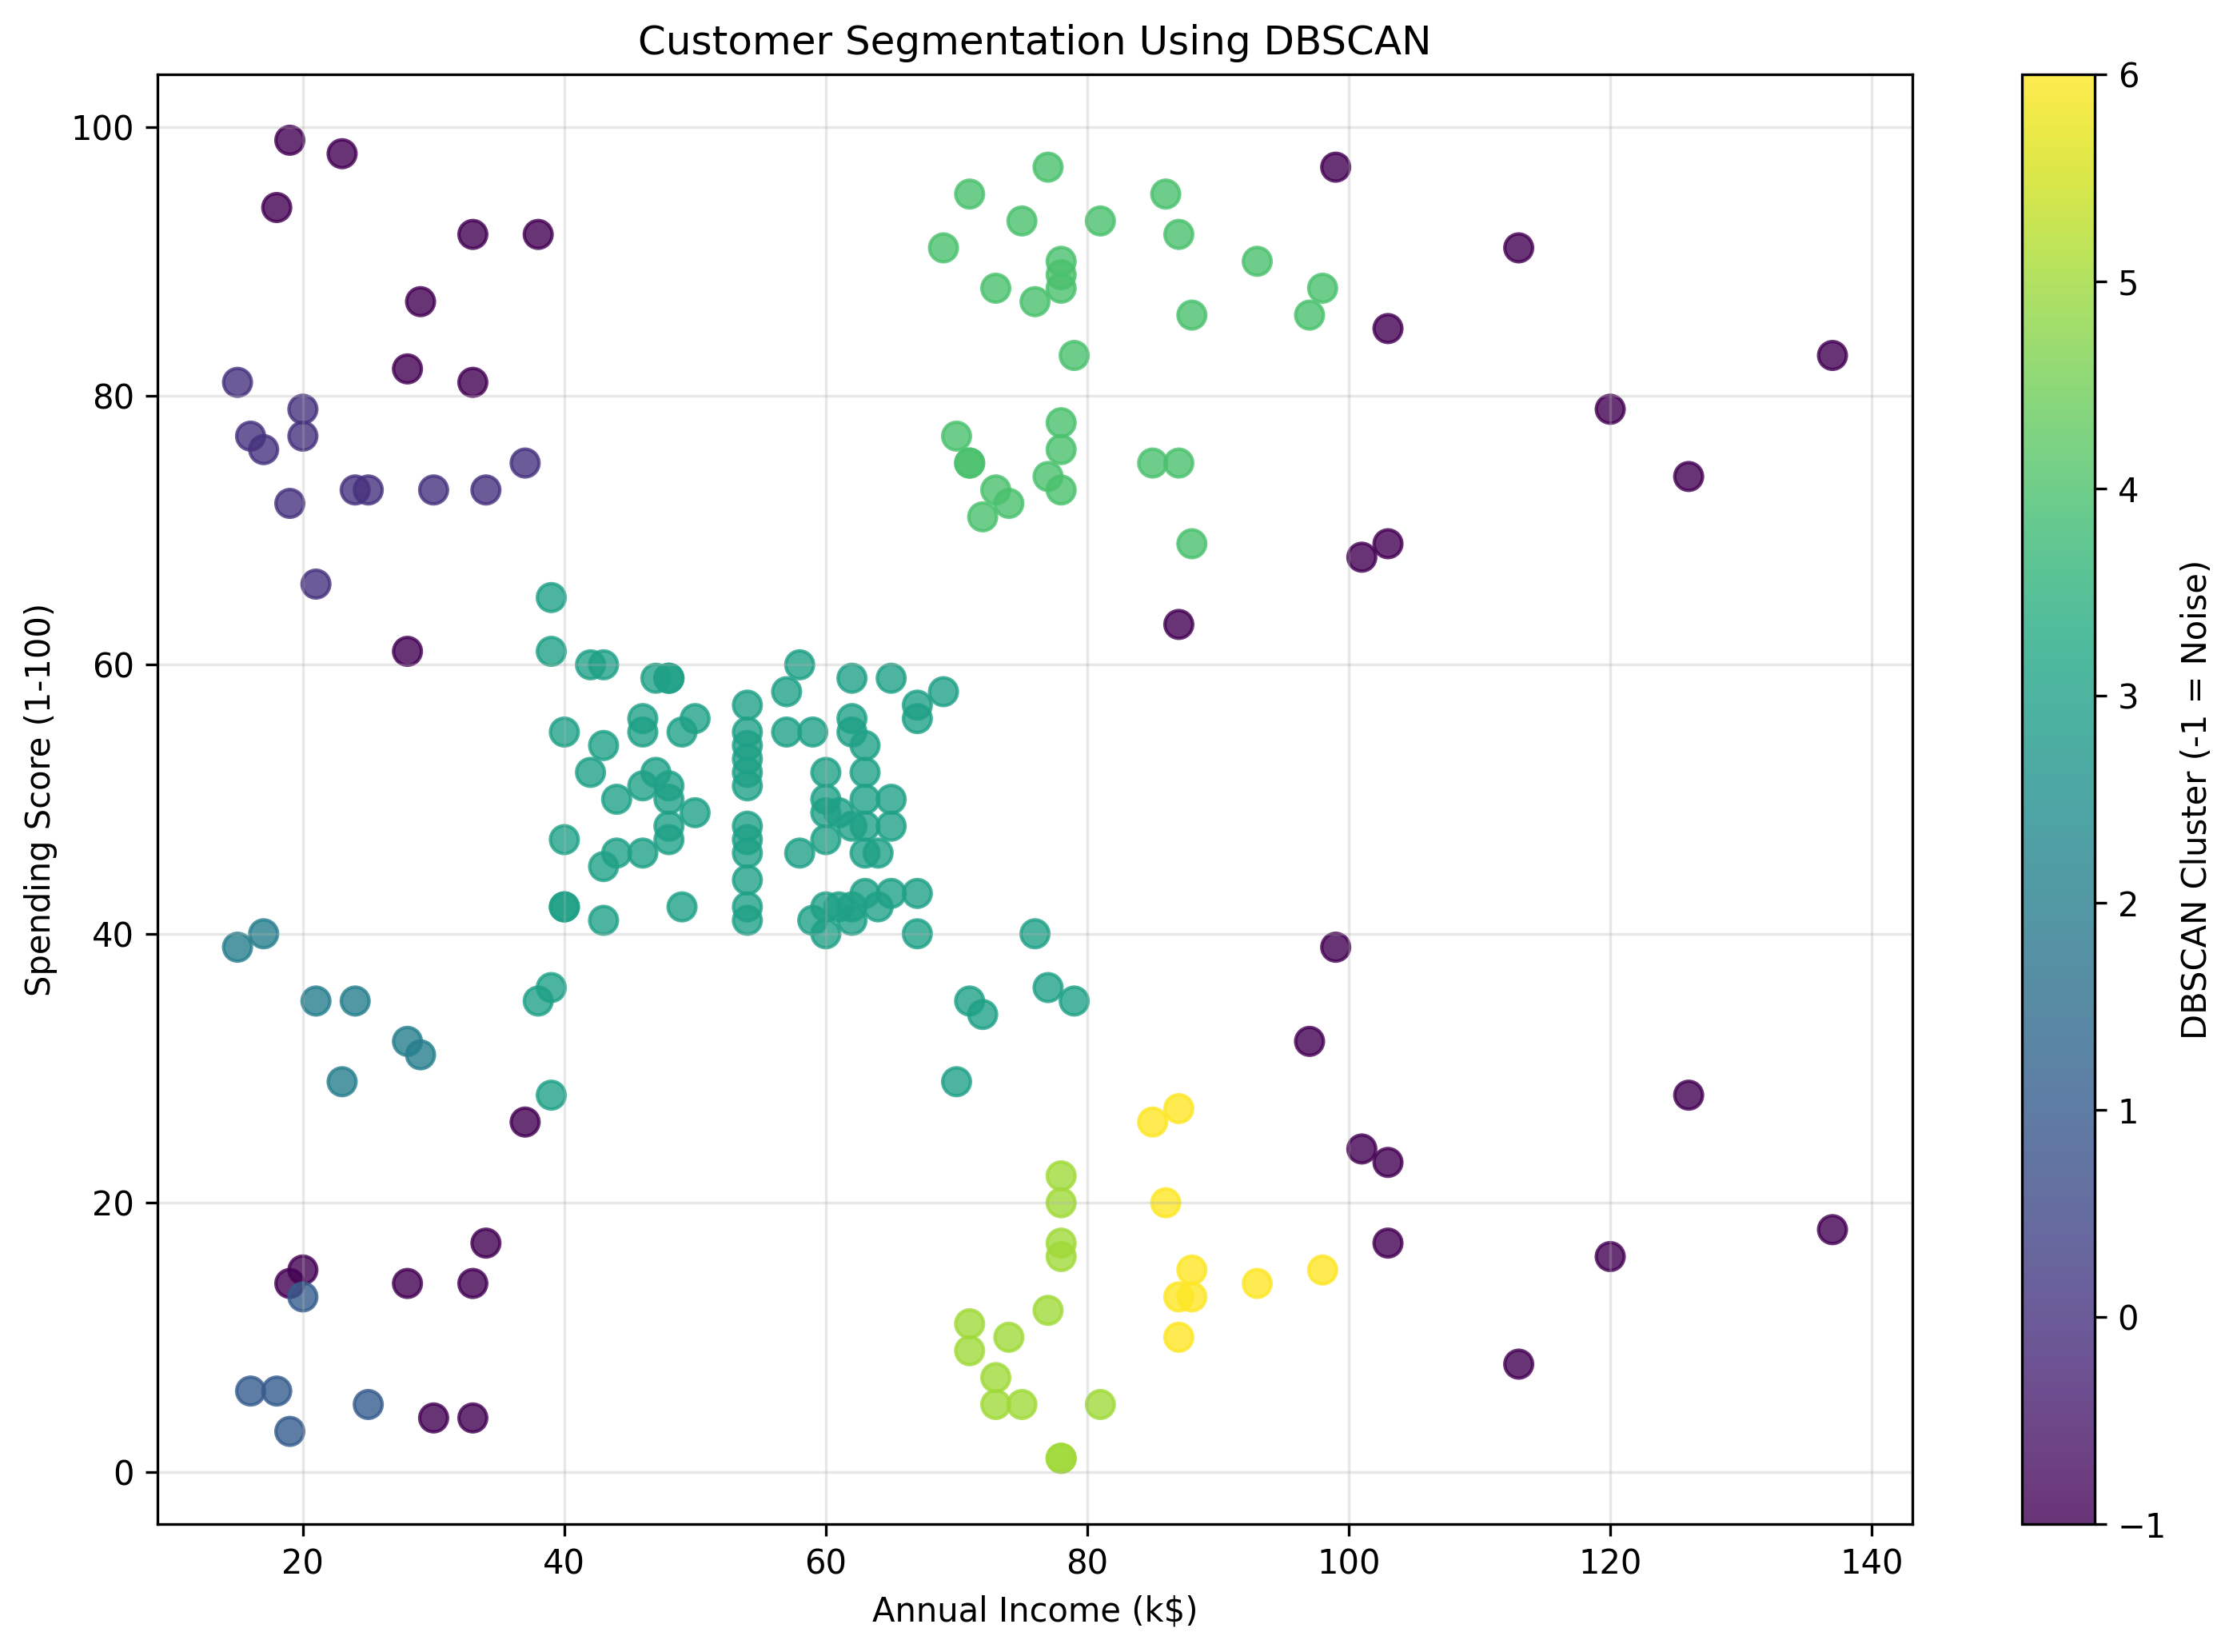 Customer Segmentation Using DBSCAN
100
80
60
40
20
0
Spending Score (1-100)
20 40 60 80 100 120 140
Annual Income (k$)
6
5
4
3
2
1
0
−1
DBSCAN Cluster (-1 = Noise)